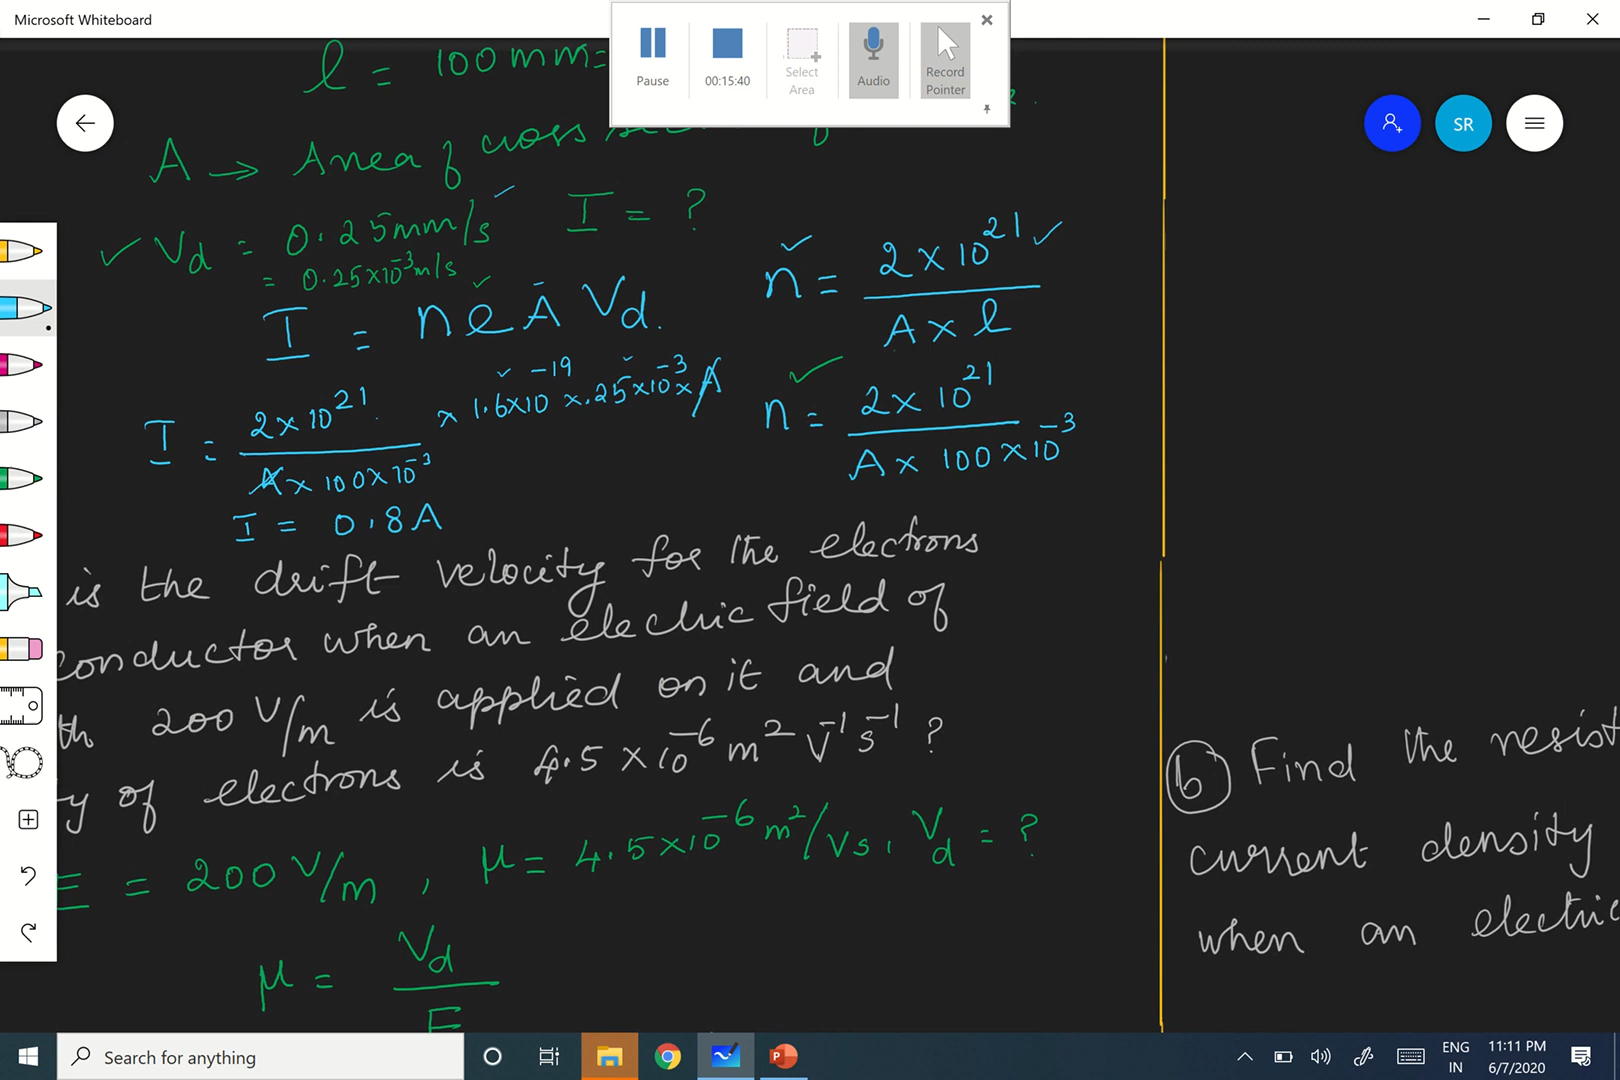 Microsoft Whiteboard
Pause
00:15:40
Select Area
Audio
Record Pointer
SR
l = 100 mm =
A → Area of cross
Vd = 0.25mm/s I = ?
= 0.25×10⁻³m/s
I = neAVd.
n = 2×10²¹ / A×l
I = 2×10²¹ / A×100×10⁻³ × 1.6×10⁻¹⁹ × .25×10⁻³ × A
n = 2×10²¹ / A×100×10⁻³
I = 0.8A
is the drift velocity for the electrons
conductor when an electric field of
th 200 V/m is applied on it and
y of electrons is 4.5×10⁻⁶ m² V⁻¹ s⁻¹ ?
E = 200 V/m, μ = 4.5×10⁻⁶ m²/Vs, Vd = ?
μ = Vd / E
6 Find the resist
current density
when an electric
Search for anything
ENG
IN
11:11 PM
6/7/2020